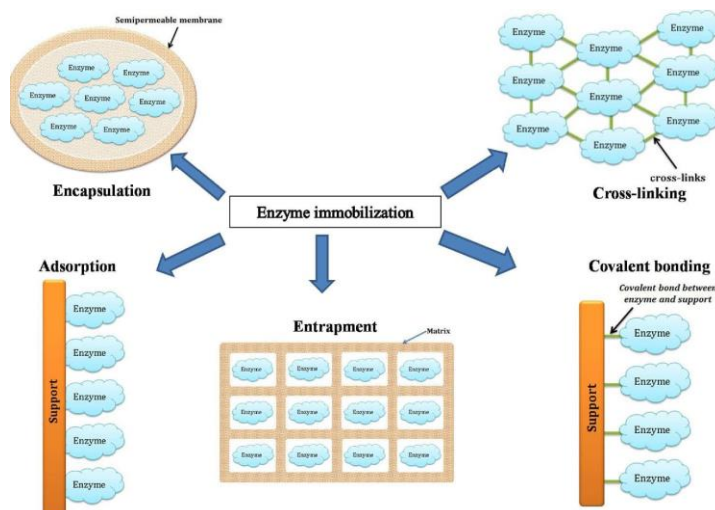 Semipermeable membrane
Enzyme
Enzyme
Enzyme
Enzyme
Enzyme
Enzyme
Enzyme
Encapsulation
Enzyme
Enzyme
Enzyme
Enzyme
Enzyme
Enzyme
Enzyme
Enzyme
Enzyme
Enzyme
cross-links
Cross-linking
Enzyme immobilization
Adsorption
Support
Enzyme
Enzyme
Enzyme
Enzyme
Enzyme
Entrapment
Matrix
Enzyme Enzyme Enzyme Enzyme
Enzyme Enzyme Enzyme Enzyme
Enzyme Enzyme Enzyme Enzyme
Covalent bonding
Covalent bond between
enzyme and support
Support
Enzyme
Enzyme
Enzyme
Enzyme